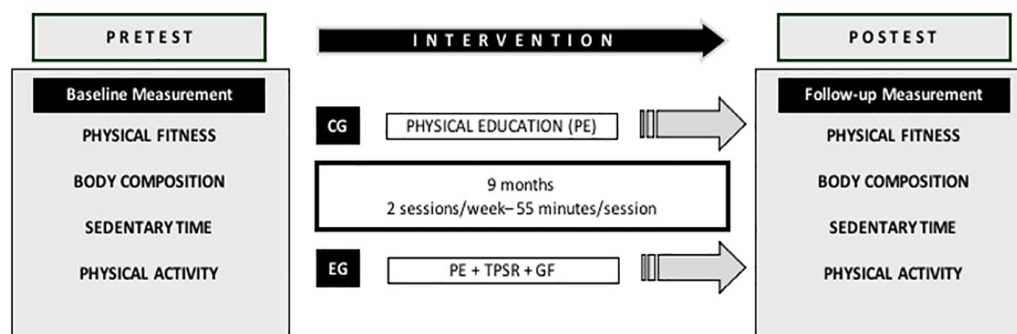 PRETEST
Baseline Measurement
PHYSICAL FITNESS
BODY COMPOSITION
SEDENTARY TIME
PHYSICAL ACTIVITY
INTERVENTION
CG
PHYSICAL EDUCATION (PE)
9 months
2 sessions/week– 55 minutes/session
EG
PE + TPSR + GF
POSTEST
Follow-up Measurement
PHYSICAL FITNESS
BODY COMPOSITION
SEDENTARY TIME
PHYSICAL ACTIVITY